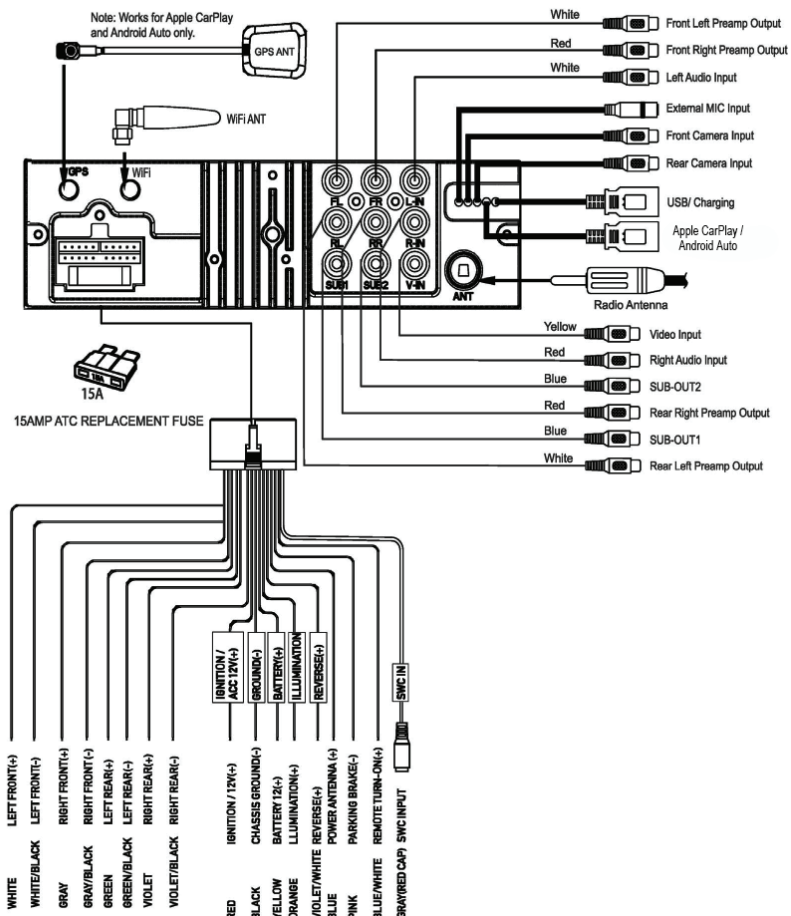 Note: Works for Apple CarPlay
and Android Auto only.
GPS ANT
WiFi ANT
GPS
WiFi
FL
FR
L-IN
RL
RR
R-IN
SUB1
SUB2
V-IN
ANT
White
Front Left Preamp Output
Red
Front Right Preamp Output
White
Left Audio Input
External MIC Input
Front Camera Input
Rear Camera Input
USB/ Charging
Apple CarPlay /
Android Auto
Radio Antenna
Yellow
Video Input
Red
Right Audio Input
Blue
SUB-OUT2
Red
Rear Right Preamp Output
Blue
SUB-OUT1
White
Rear Left Preamp Output
15A
15A
15AMP ATC REPLACEMENT FUSE
IGNITION /
ACC 12V(+)
GROUND(-)
BATTERY(+)
ILLUMINATION
REVERSE(+)
SWC IN
WHITE LEFT FRONT(+)
WHITE/BLACK LEFT FRONT(-)
GRAY RIGHT FRONT(+)
GRAY/BLACK RIGHT FRONT(-)
GREEN LEFT REAR(+)
GREEN/BLACK LEFT REAR(-)
VIOLET RIGHT REAR(+)
VIOLET/BLACK RIGHT REAR(-)
RED IGNITION / 12V(+)
BLACK CHASSIS GROUND(-)
YELLOW BATTERY 12(+)
ORANGE LLUMINATION(+)
VIOLET/WHITE REVERSE(+)
BLUE POWER ANTENNA (+)
PINK PARKING BRAKE(-)
BLUE/WHITE REMOTE TURN-ON(+)
GRAY(RED CAP) SWC INPUT